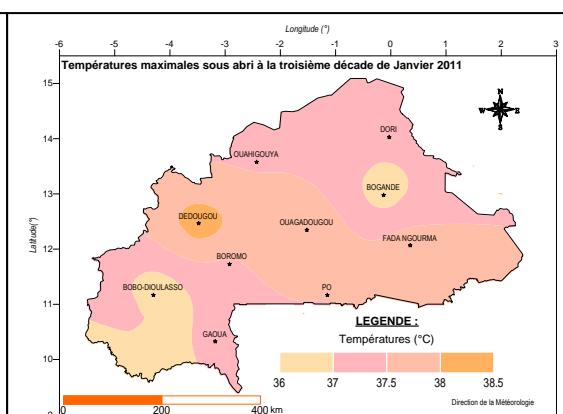 Longitude (°)
-6 -5 -4 -3 -2 -1 0 1 2 3
Températures maximales sous abri à la troisième décade de Janvier 2011
15
N
W E
S
14
DORI
OUAHIGOUYA
BOGANDE
13
DEDOUGOU
OUAGADOUGOU
Latitude(°)
FADA NGOURMA
12
BOROMO
BOBO-DIOULASSO
PO
11
LEGENDE :
GAOUA
Températures (°C)
10
36 37 37.5 38 38.5
Direction de la Météorologie
9
0 200 400 km